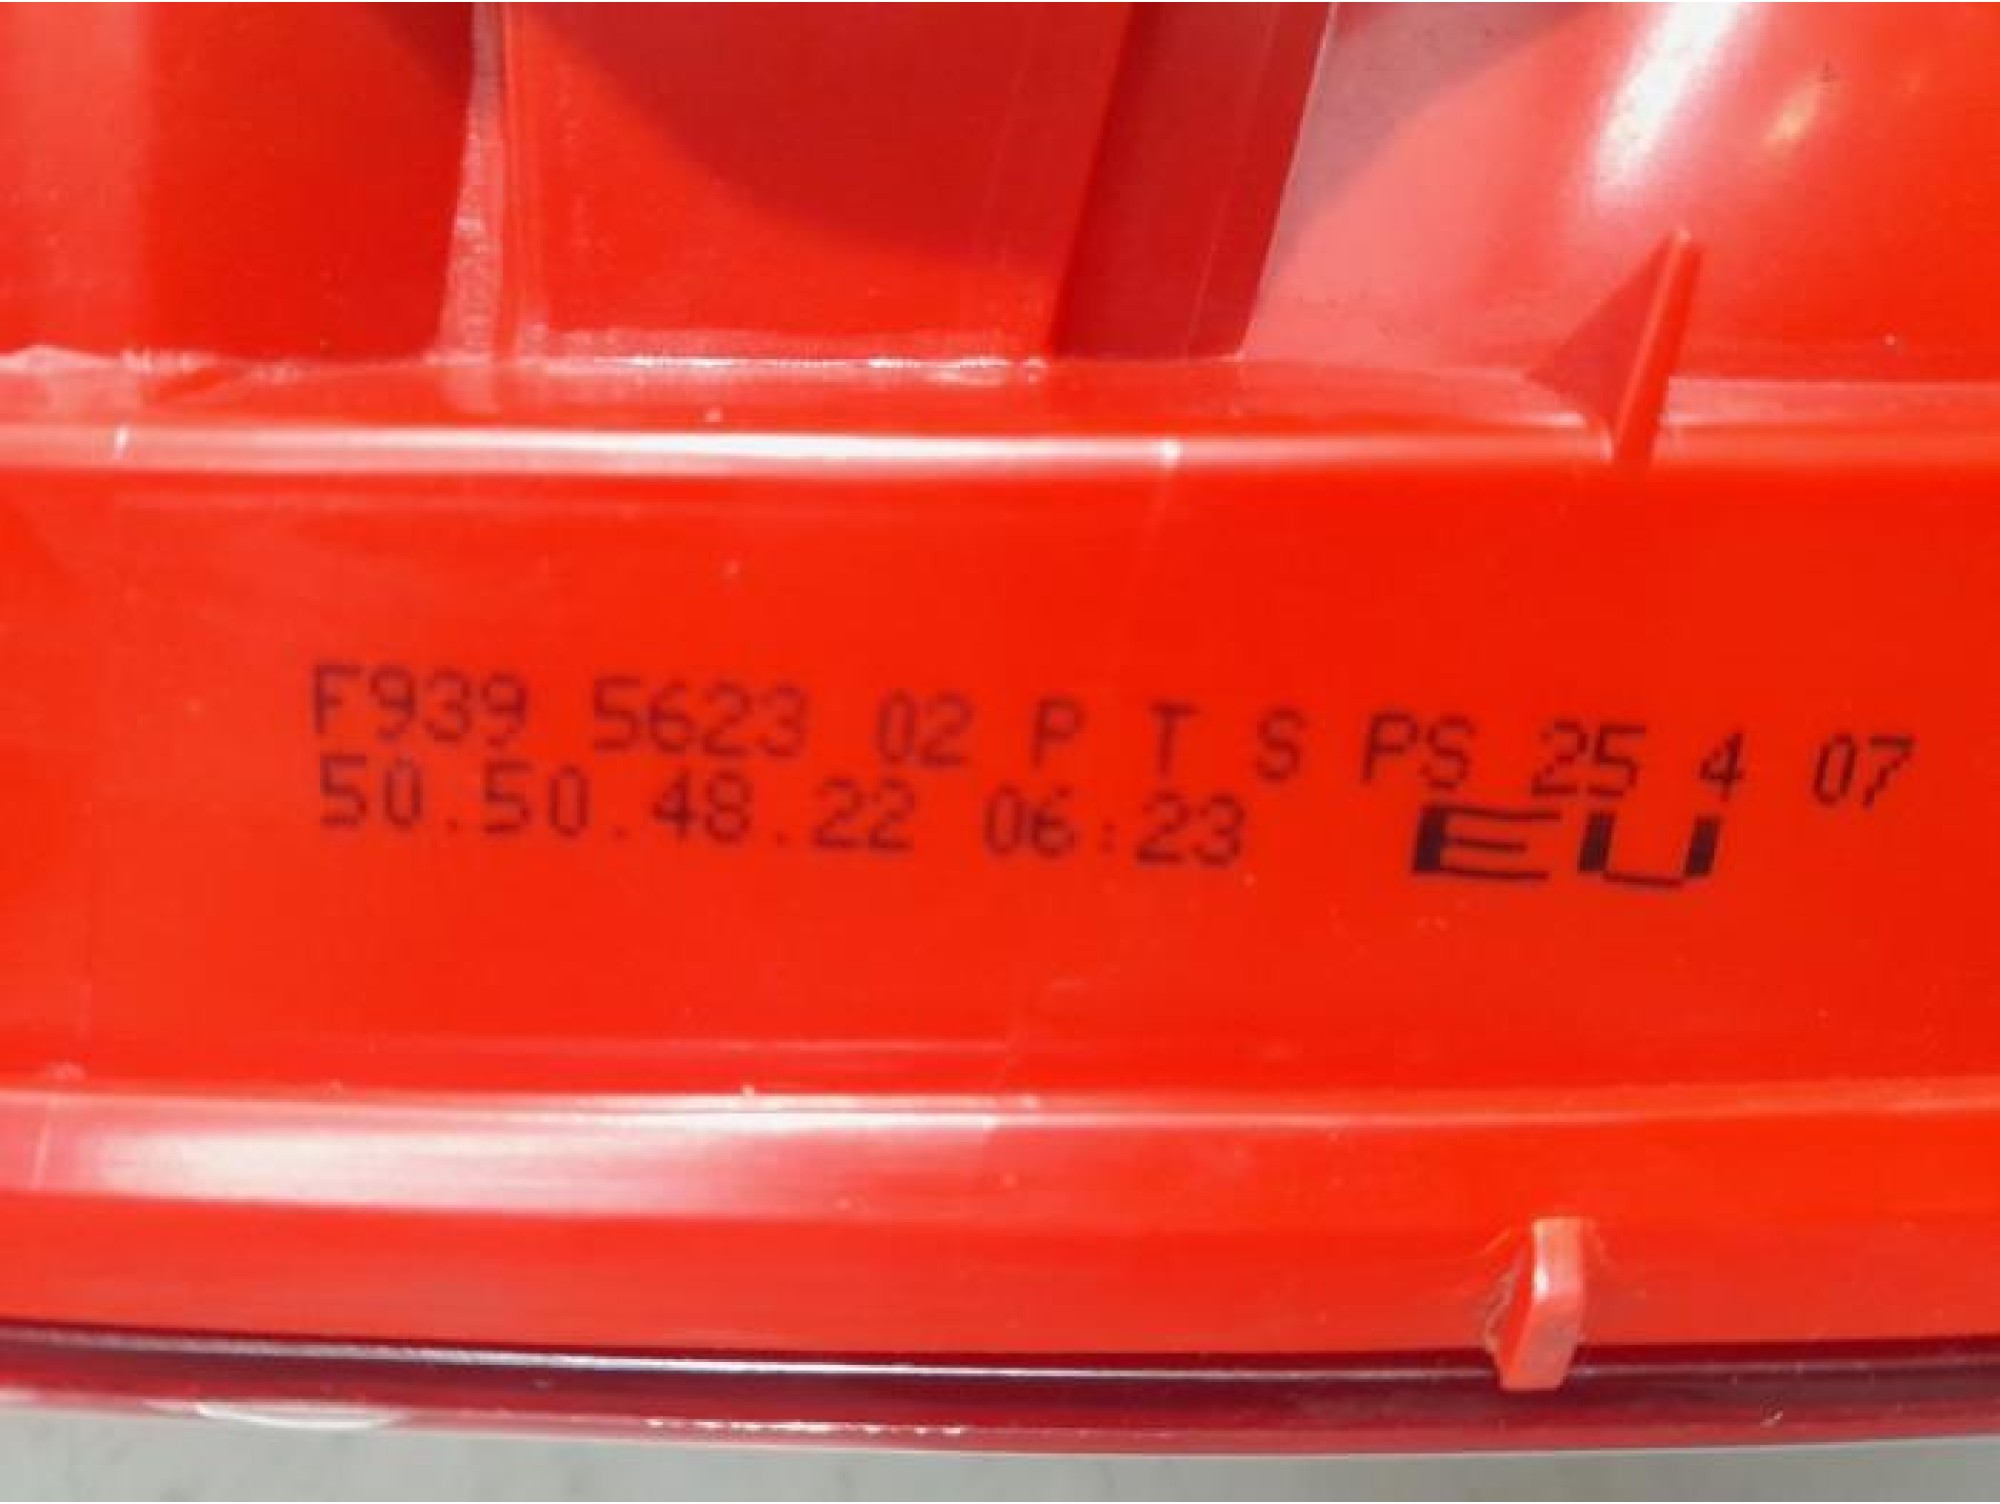 F939 5623 02 P T S PS 25 4 07
50.50.48.22 06:23 EU